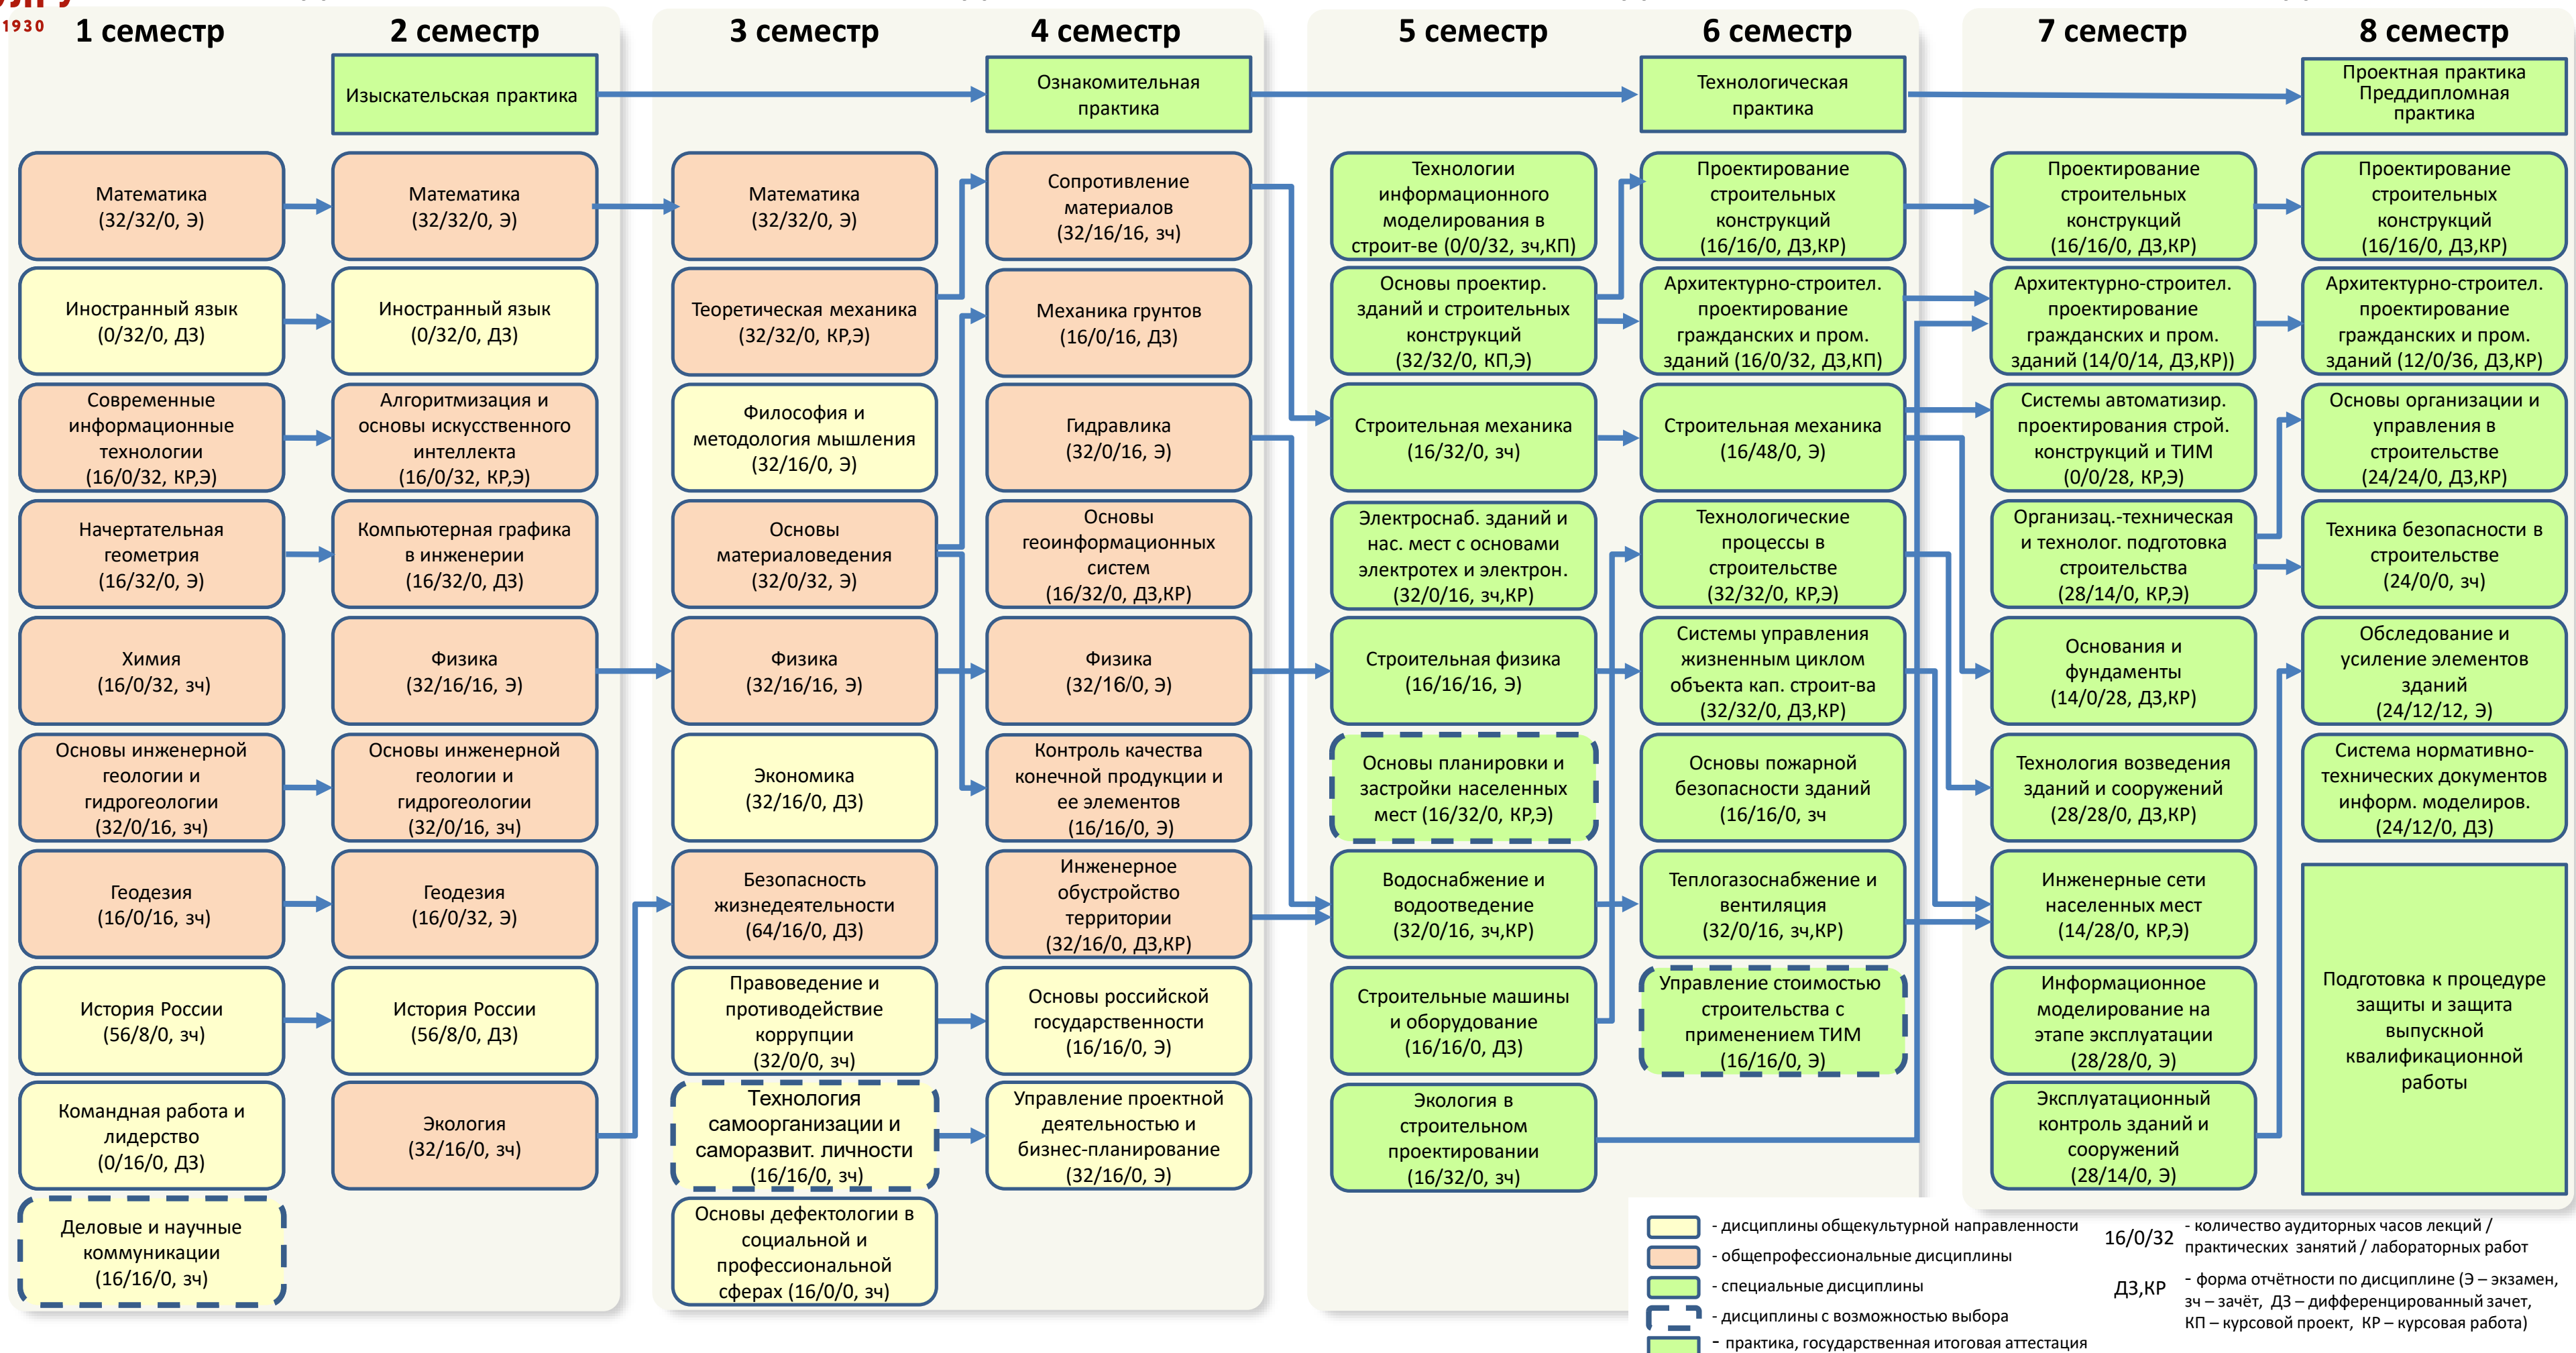 1930
1 семестр
2 семестр
3 семестр
4 семестр
5 семестр
6 семестр
7 семестр
8 семестр
Изыскательская практика
Ознакомительная
практика
Технологическая
практика
Проектная практика
Преддипломная
практика
Математика
(32/32/0, Э)
Иностранный язык
(0/32/0, ДЗ)
Современные
информационные
технологии
(16/0/32, КР,Э)
Начертательная
геометрия
(16/32/0, Э)
Химия
(16/0/32, зч)
Основы инженерной
геологии и
гидрогеологии
(32/0/16, зч)
Геодезия
(16/0/16, зч)
История России
(56/8/0, зч)
Командная работа и
лидерство
(0/16/0, ДЗ)
Деловые и научные
коммуникации
(16/16/0, зч)
Математика
(32/32/0, Э)
Иностранный язык
(0/32/0, ДЗ)
Алгоритмизация и
основы искусственного
интеллекта
(16/0/32, КР,Э)
Компьютерная графика
в инженерии
(16/32/0, ДЗ)
Физика
(32/16/16, Э)
Основы инженерной
геологии и
гидрогеологии
(32/0/16, зч)
Геодезия
(16/0/32, Э)
История России
(56/8/0, ДЗ)
Экология
(32/16/0, зч)
Математика
(32/32/0, Э)
Теоретическая механика
(32/32/0, КР,Э)
Философия и
методология мышления
(32/16/0, Э)
Основы
материаловедения
(32/0/32, Э)
Физика
(32/16/16, Э)
Экономика
(32/16/0, ДЗ)
Безопасность
жизнедеятельности
(64/16/0, ДЗ)
Правоведение и
противодействие
коррупции
(32/0/0, зч)
Технология
самоорганизации и
саморазвит. личности
(16/16/0, зч)
Основы дефектологии в
социальной и
профессиональной
сферах (16/0/0, зч)
Сопротивление
материалов
(32/16/16, зч)
Механика грунтов
(16/0/16, ДЗ)
Гидравлика
(32/0/16, Э)
Основы
геоинформационных
систем
(16/32/0, ДЗ,КР)
Физика
(32/16/0, Э)
Контроль качества
конечной продукции и
ее элементов
(16/16/0, Э)
Инженерное
обустройство
территории
(32/16/0, ДЗ,КР)
Основы российской
государственности
(16/16/0, Э)
Управление проектной
деятельностью и
бизнес-планирование
(32/16/0, Э)
Технологии
информационного
моделирования в
строит-ве (0/0/32, зч,КП)
Основы проектир.
зданий и строительных
конструкций
(32/32/0, КП,Э)
Строительная механика
(16/32/0, зч)
Электроснаб. зданий и
нас. мест с основами
электротех и электрон.
(32/0/16, зч,КР)
Строительная физика
(16/16/16, Э)
Основы планировки и
застройки населенных
мест (16/32/0, КР,Э)
Водоснабжение и
водоотведение
(32/0/16, зч,КР)
Строительные машины
и оборудование
(16/16/0, ДЗ)
Экология в
строительном
проектировании
(16/32/0, зч)
Проектирование
строительных
конструкций
(16/16/0, ДЗ,КР)
Архитектурно-строител.
проектирование
гражданских и пром.
зданий (16/0/32, ДЗ,КП)
Строительная механика
(16/48/0, Э)
Технологические
процессы в
строительстве
(32/32/0, КР,Э)
Системы управления
жизненным циклом
объекта кап. строит-ва
(32/32/0, ДЗ,КР)
Основы пожарной
безопасности зданий
(16/16/0, зч
Теплогазоснабжение и
вентиляция
(32/0/16, зч,КР)
Управление стоимостью
строительства с
применением ТИМ
(16/16/0, Э)
Проектирование
строительных
конструкций
(16/16/0, ДЗ,КР)
Архитектурно-строител.
проектирование
гражданских и пром.
зданий (14/0/14, ДЗ,КР))
Системы автоматизир.
проектирования строй.
конструкций и ТИМ
(0/0/28, КР,Э)
Организац.-техническая
и технолог. подготовка
строительства
(28/14/0, КР,Э)
Основания и
фундаменты
(14/0/28, ДЗ,КР)
Технология возведения
зданий и сооружений
(28/28/0, ДЗ,КР)
Инженерные сети
населенных мест
(14/28/0, КР,Э)
Информационное
моделирование на
этапе эксплуатации
(28/28/0, Э)
Эксплуатационный
контроль зданий и
сооружений
(28/14/0, Э)
Проектирование
строительных
конструкций
(16/16/0, ДЗ,КР)
Архитектурно-строител.
проектирование
гражданских и пром.
зданий (12/0/36, ДЗ,КР)
Основы организации и
управления в
строительстве
(24/24/0, ДЗ,КР)
Техника безопасности в
строительстве
(24/0/0, зч)
Обследование и
усиление элементов
зданий
(24/12/12, Э)
Система нормативно-
технических документов
информ. моделиров.
(24/12/0, ДЗ)
Подготовка к процедуре
защиты и защита
выпускной
квалификационной
работы
- дисциплины общекультурной направленности
- общепрофессиональные дисциплины
- специальные дисциплины
- дисциплины с возможностью выбора
- практика, государственная итоговая аттестация
16/0/32
- количество аудиторных часов лекций /
практических занятий / лабораторных работ
ДЗ,КР
- форма отчётности по дисциплине (Э – экзамен,
зч – зачёт, ДЗ – дифференцированный зачет,
КП – курсовой проект, КР – курсовая работа)